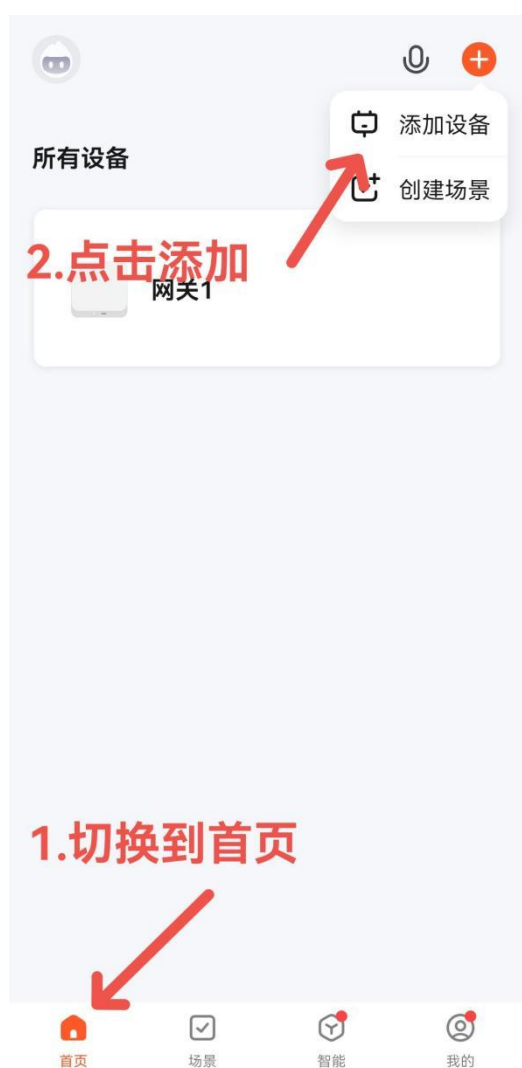 添加设备
所有设备
创建场景
2.点击添加
网关1
1.切换到首页
首页 场景 智能 我的